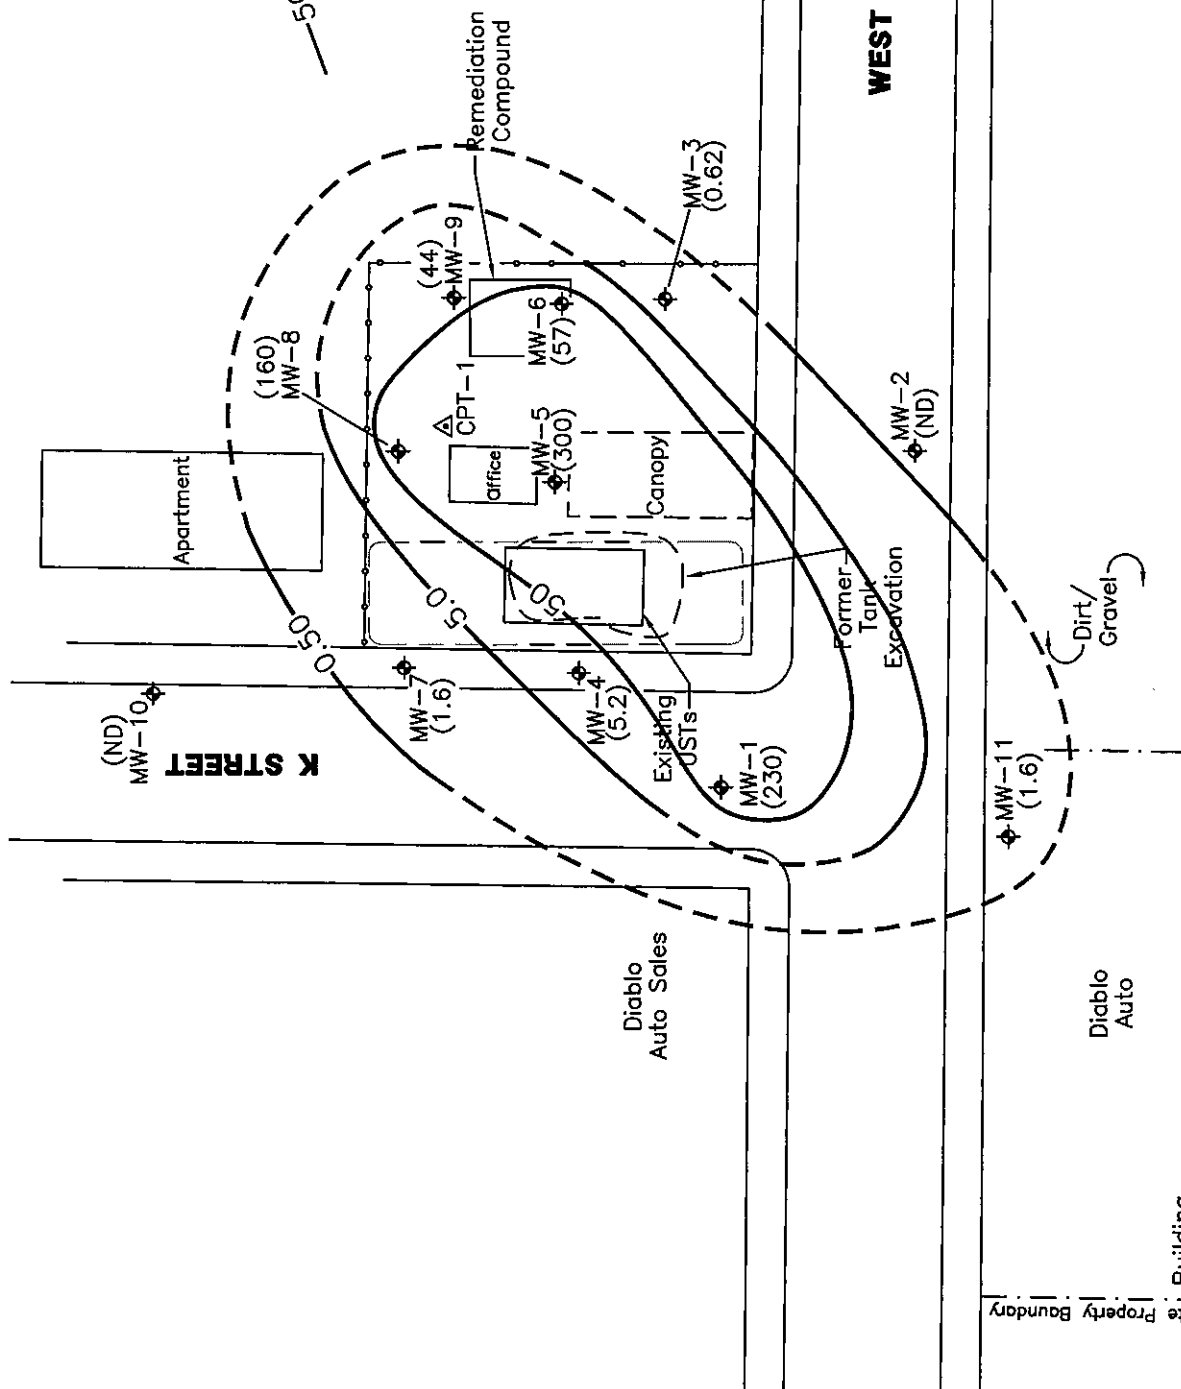 —50
Remediation
Compound
WEST
MW-3
(0.62)
(44)
MW-9
(160)
MW-8
MW-6
(57)
CPT-1
MW-5
(300)
office
Canopy
MW-2
(ND)
Apartment
50
5.0
0.50
Former
Tank
Excavation
Dirt/
Gravel
MW-7
(1.6)
MW-4
(5.2)
Existing
USTs
(ND)
MW-10
K STREET
MW-1
(230)
MW-11
(1.6)
Diablo
Auto Sales
Diablo
Auto
Building
Property Boundary